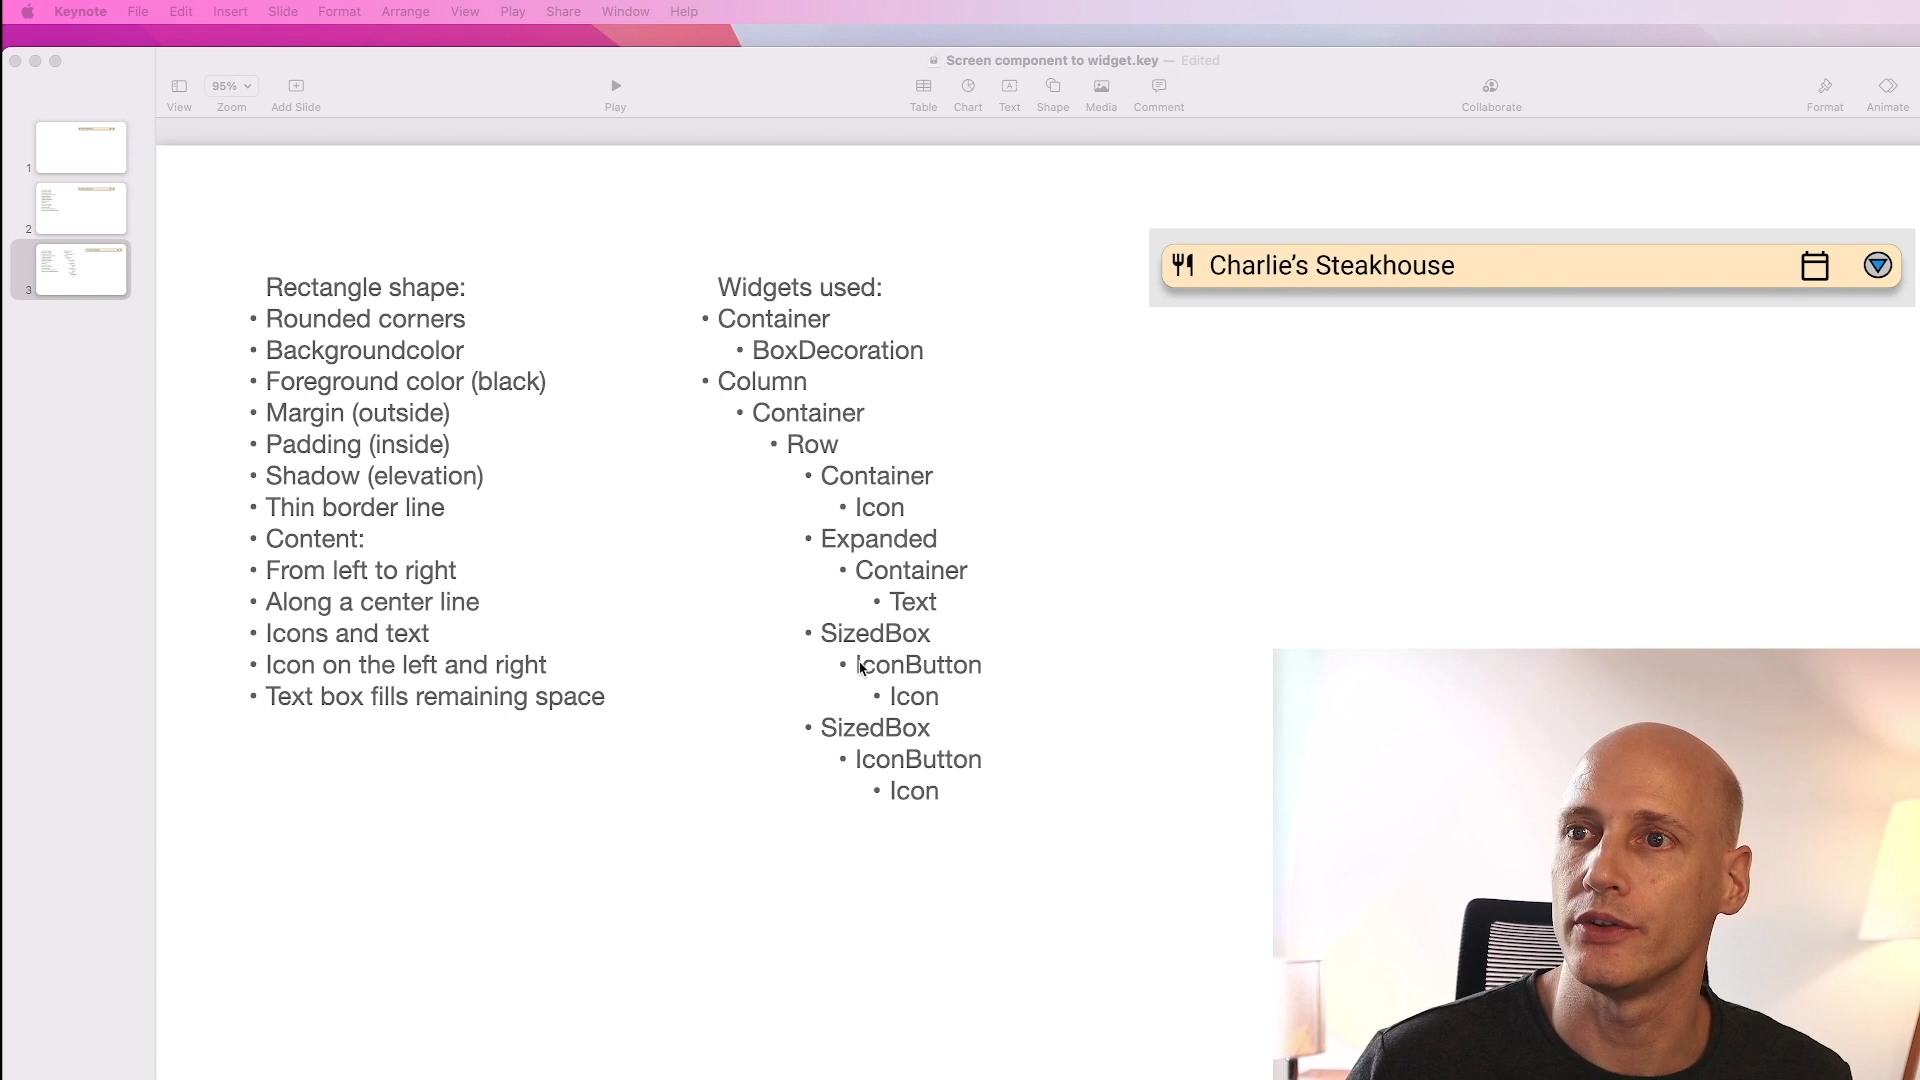 Keynote File Edit Insert Slide Format Arrange View Play Share Window Help
Screen component to widget.key — Edited
95%
View Zoom Add Slide Play Table Chart Text Shape Media Comment Collaborate Format Animate
1
2
3
Charlie’s Steakhouse
Rectangle shape:
• Rounded corners
• Backgroundcolor
• Foreground color (black)
• Margin (outside)
• Padding (inside)
• Shadow (elevation)
• Thin border line
• Content:
• From left to right
• Along a center line
• Icons and text
• Icon on the left and right
• Text box fills remaining space
Widgets used:
• Container
• BoxDecoration
• Column
• Container
• Row
• Container
• Icon
• Expanded
• Container
• Text
• SizedBox
• IconButton
• Icon
• SizedBox
• IconButton
• Icon